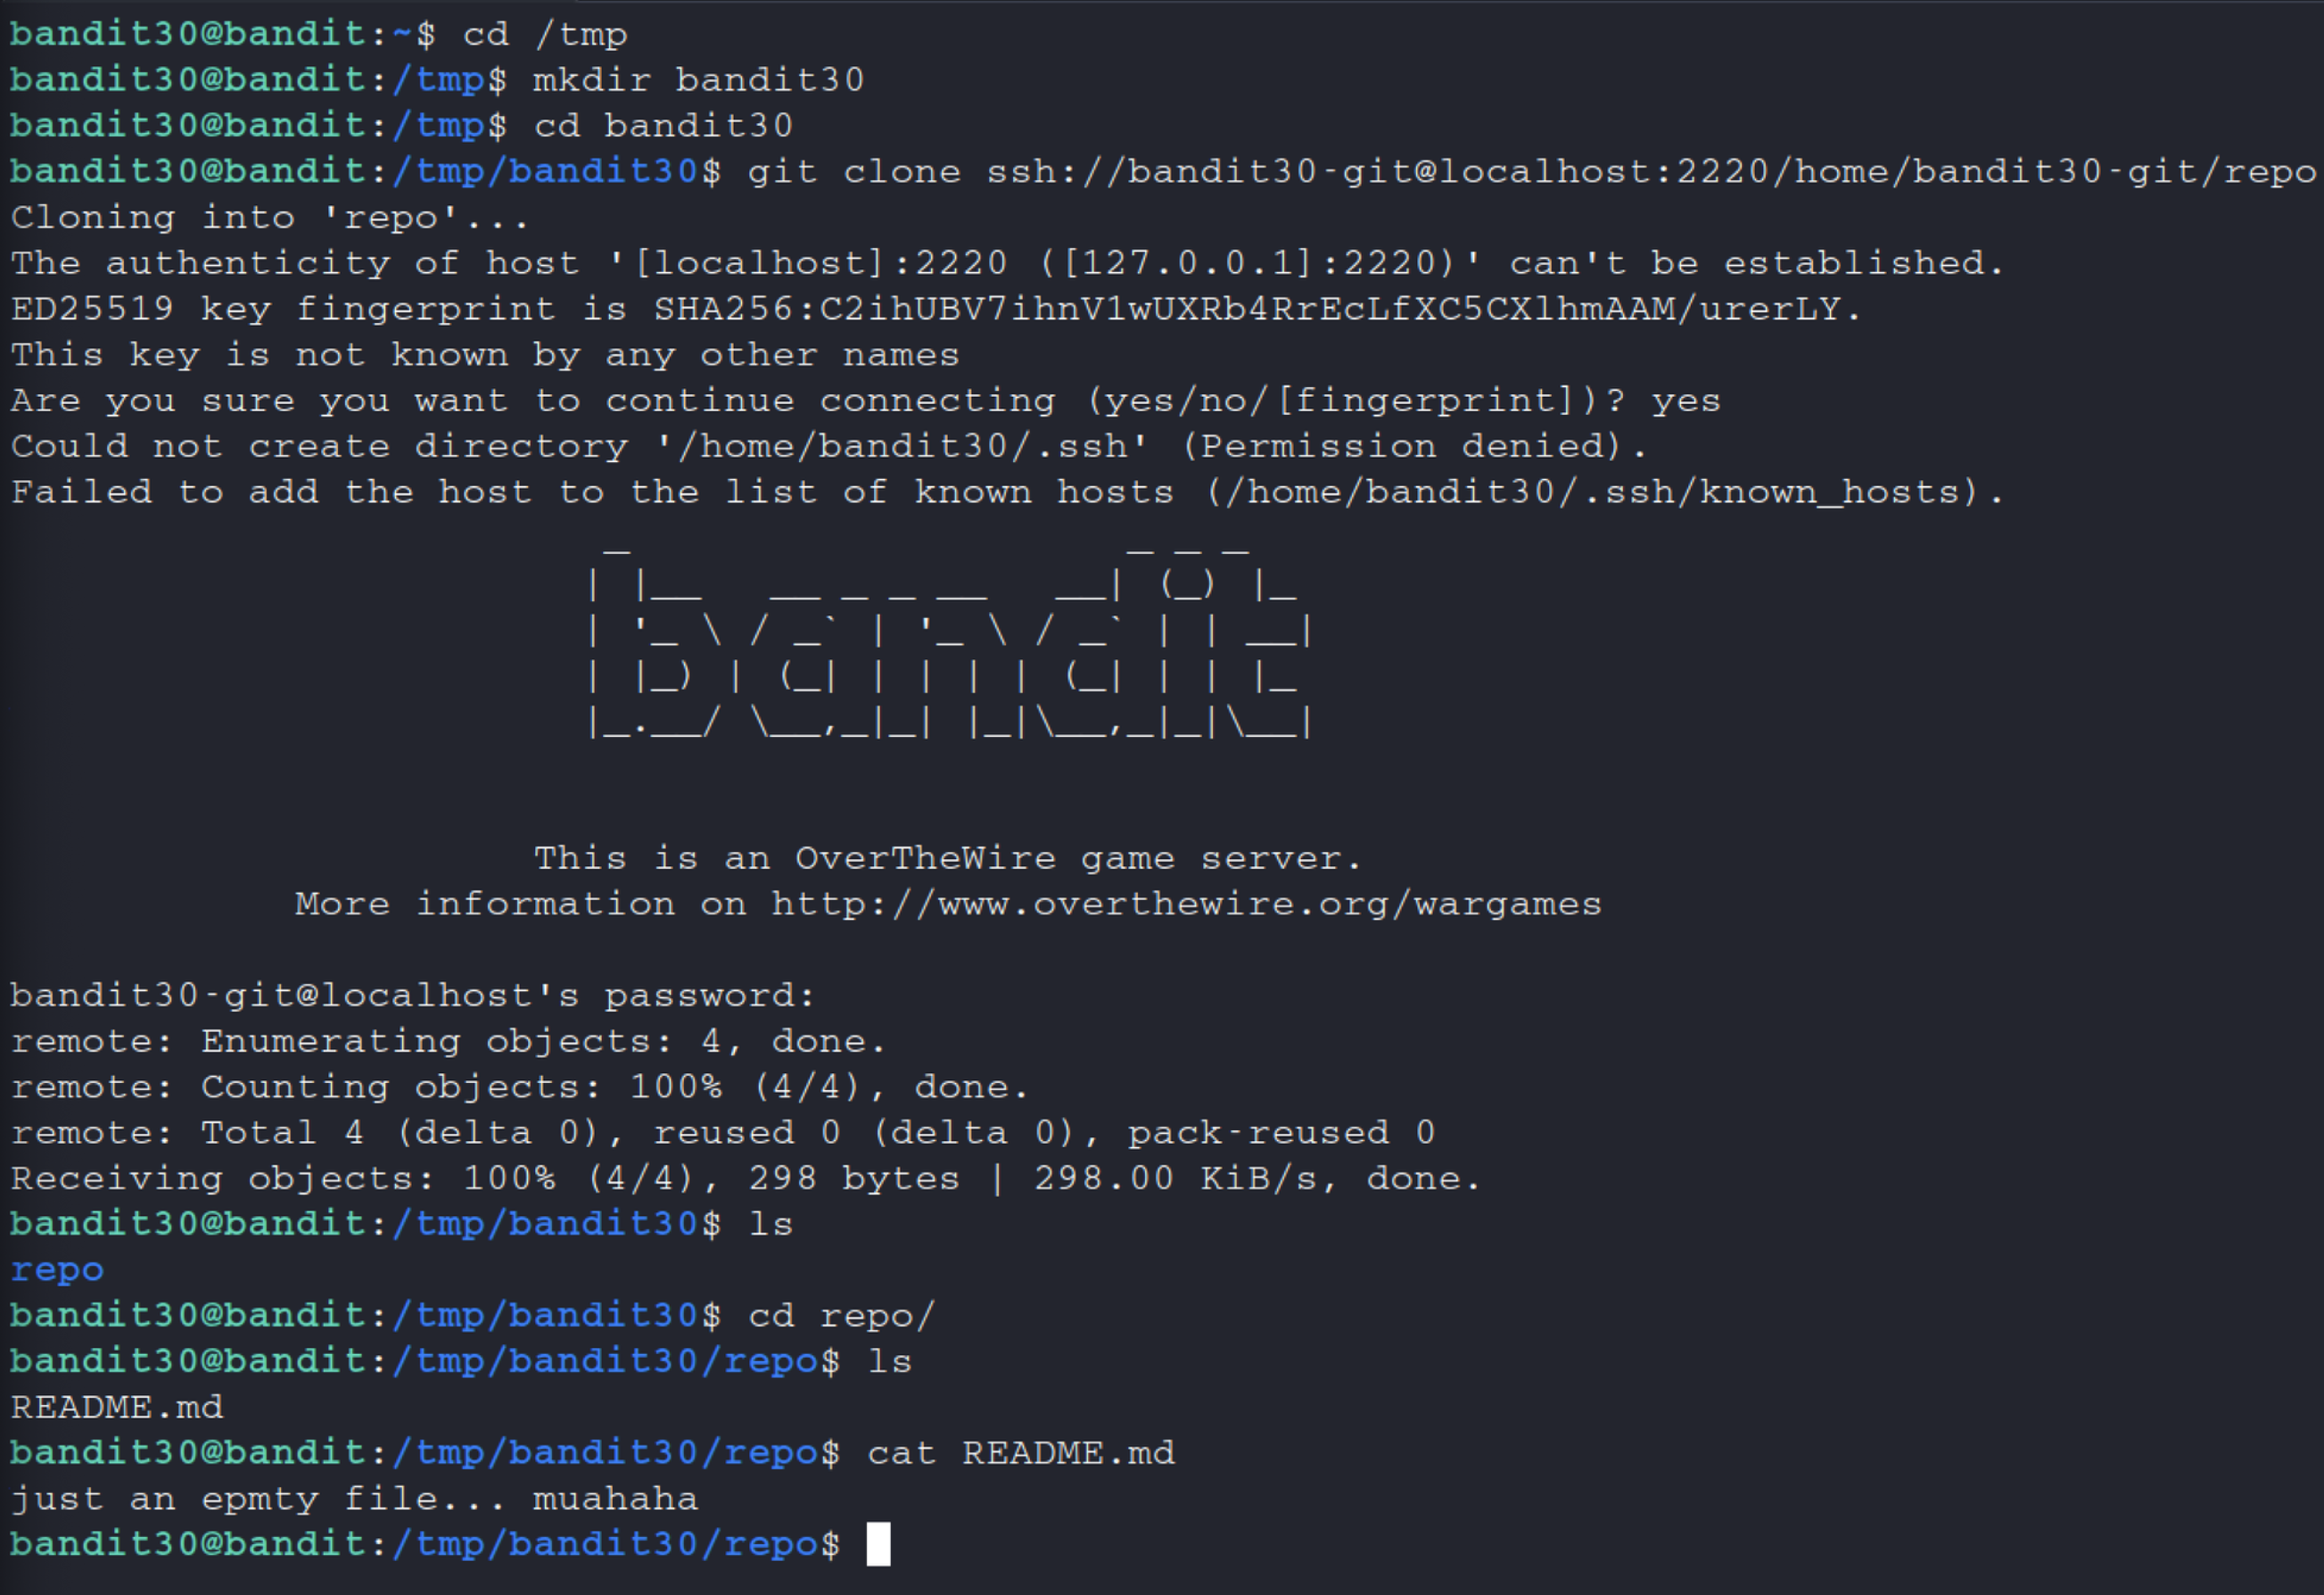 bandit30@bandit:~$ cd /tmp
bandit30@bandit:/tmp$ mkdir bandit30
bandit30@bandit:/tmp$ cd bandit30
bandit30@bandit:/tmp/bandit30$ git clone ssh://bandit30-git@localhost:2220/home/bandit30-git/repo
Cloning into 'repo'...
The authenticity of host '[localhost]:2220 ([127.0.0.1]:2220)' can't be established.
ED25519 key fingerprint is SHA256:C2ihUBV7ihnV1wUXRb4RrEcLfXC5CXlhmAAM/urerLY.
This key is not known by any other names
Are you sure you want to continue connecting (yes/no/[fingerprint])? yes
Could not create directory '/home/bandit30/.ssh' (Permission denied).
Failed to add the host to the list of known hosts (/home/bandit30/.ssh/known_hosts).
bandit
This is an OverTheWire game server.
More information on http://www.overthewire.org/wargames
bandit30-git@localhost's password:
remote: Enumerating objects: 4, done.
remote: Counting objects: 100% (4/4), done.
remote: Total 4 (delta 0), reused 0 (delta 0), pack-reused 0
Receiving objects: 100% (4/4), 298 bytes | 298.00 KiB/s, done.
bandit30@bandit:/tmp/bandit30$ ls
repo
bandit30@bandit:/tmp/bandit30$ cd repo/
bandit30@bandit:/tmp/bandit30/repo$ ls
README.md
bandit30@bandit:/tmp/bandit30/repo$ cat README.md
just an epmty file... muahaha
bandit30@bandit:/tmp/bandit30/repo$